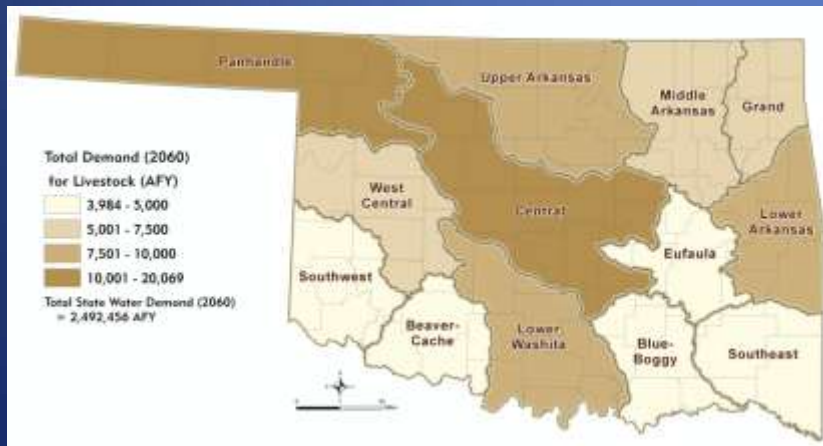 Panhandle
Upper Arkansas
Middle
Arkansas
Grand
Total Demand (2060)
for Livestock (AFY)
3,984 - 5,000
5,001 - 7,500
7,501 - 10,000
10,001 - 20,069
Total State Water Demand (2060)
= 2,492,456 AFY
West
Central
Central
Lower
Arkansas
Eufaula
Southwest
Beaver-
Cache
Lower
Washita
Blue-
Boggy
Southeast